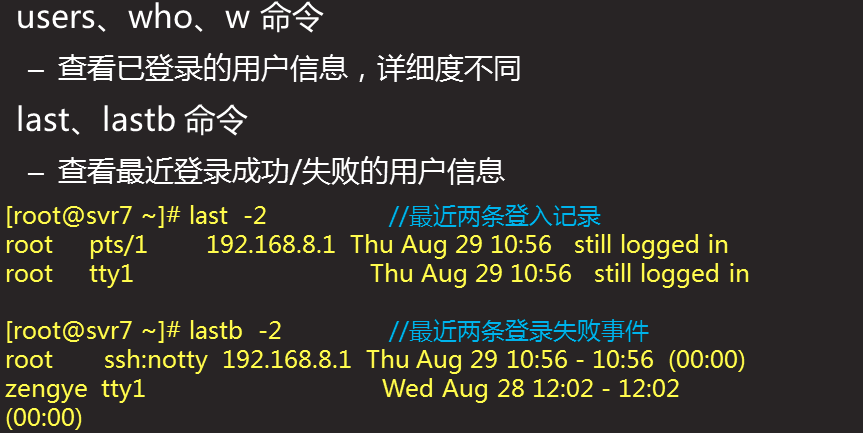 users、who、w 命令
– 查看已登录的用户信息，详细度不同
last、lastb 命令
– 查看最近登录成功/失败的用户信息
[root@svr7 ~]# last -2 //最近两条登入记录
root pts/1 192.168.8.1 Thu Aug 29 10:56 still logged in
root tty1 Thu Aug 29 10:56 still logged in
[root@svr7 ~]# lastb -2 //最近两条登录失败事件
root ssh:notty 192.168.8.1 Thu Aug 29 10:56 - 10:56 (00:00)
zengye tty1 Wed Aug 28 12:02 - 12:02
(00:00)